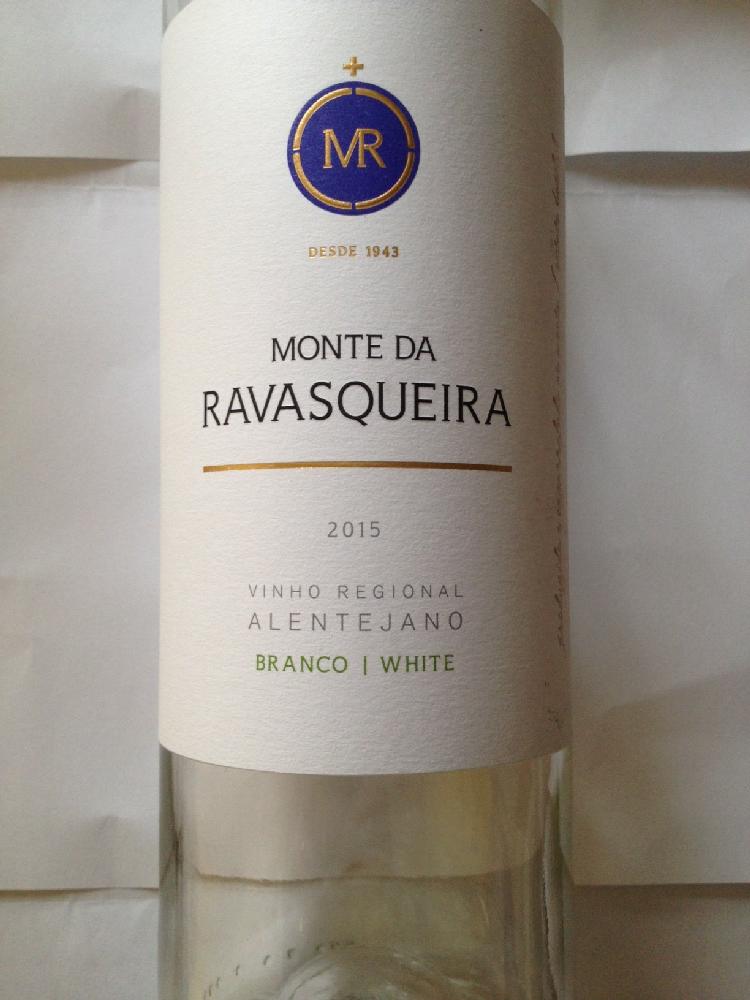 MR
DESDE 1943
MONTE DA
RAVASQUEIRA
2015
VINHO REGIONAL
ALENTEJANO
BRANCO | WHITE